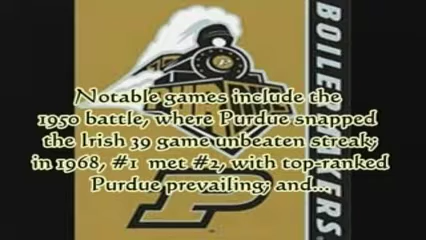 Notable games include the
1950 battle, where Purdue snapped
the Irish 39 game unbeaten streak;
in 1968, #1 met #2, with top-ranked
Purdue prevailing; and...
BOILERMAKERS
P